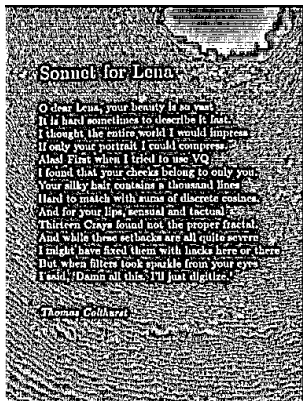 Sonnet for Lena
O dear Lena, your beauty is so vast
It is hard sometimes to describe it fast.
I thought the entire world I would impress
If only your portrait I could compress.
Alas! First when I tried to use VQ
I found that your cheeks belong to only you.
Your silky hair contains a thousand lines
Hard to match with sums of discrete cosines.
And for your lips, sensual and tactual
Thirteen Crays found not the proper fractal.
And while these setbacks are all quite severe
I might have fixed them with hacks here or there
But when filters took sparkle from your eyes
I said, 'Damn all this. I'll just digitize.'
Thomas Colthurst